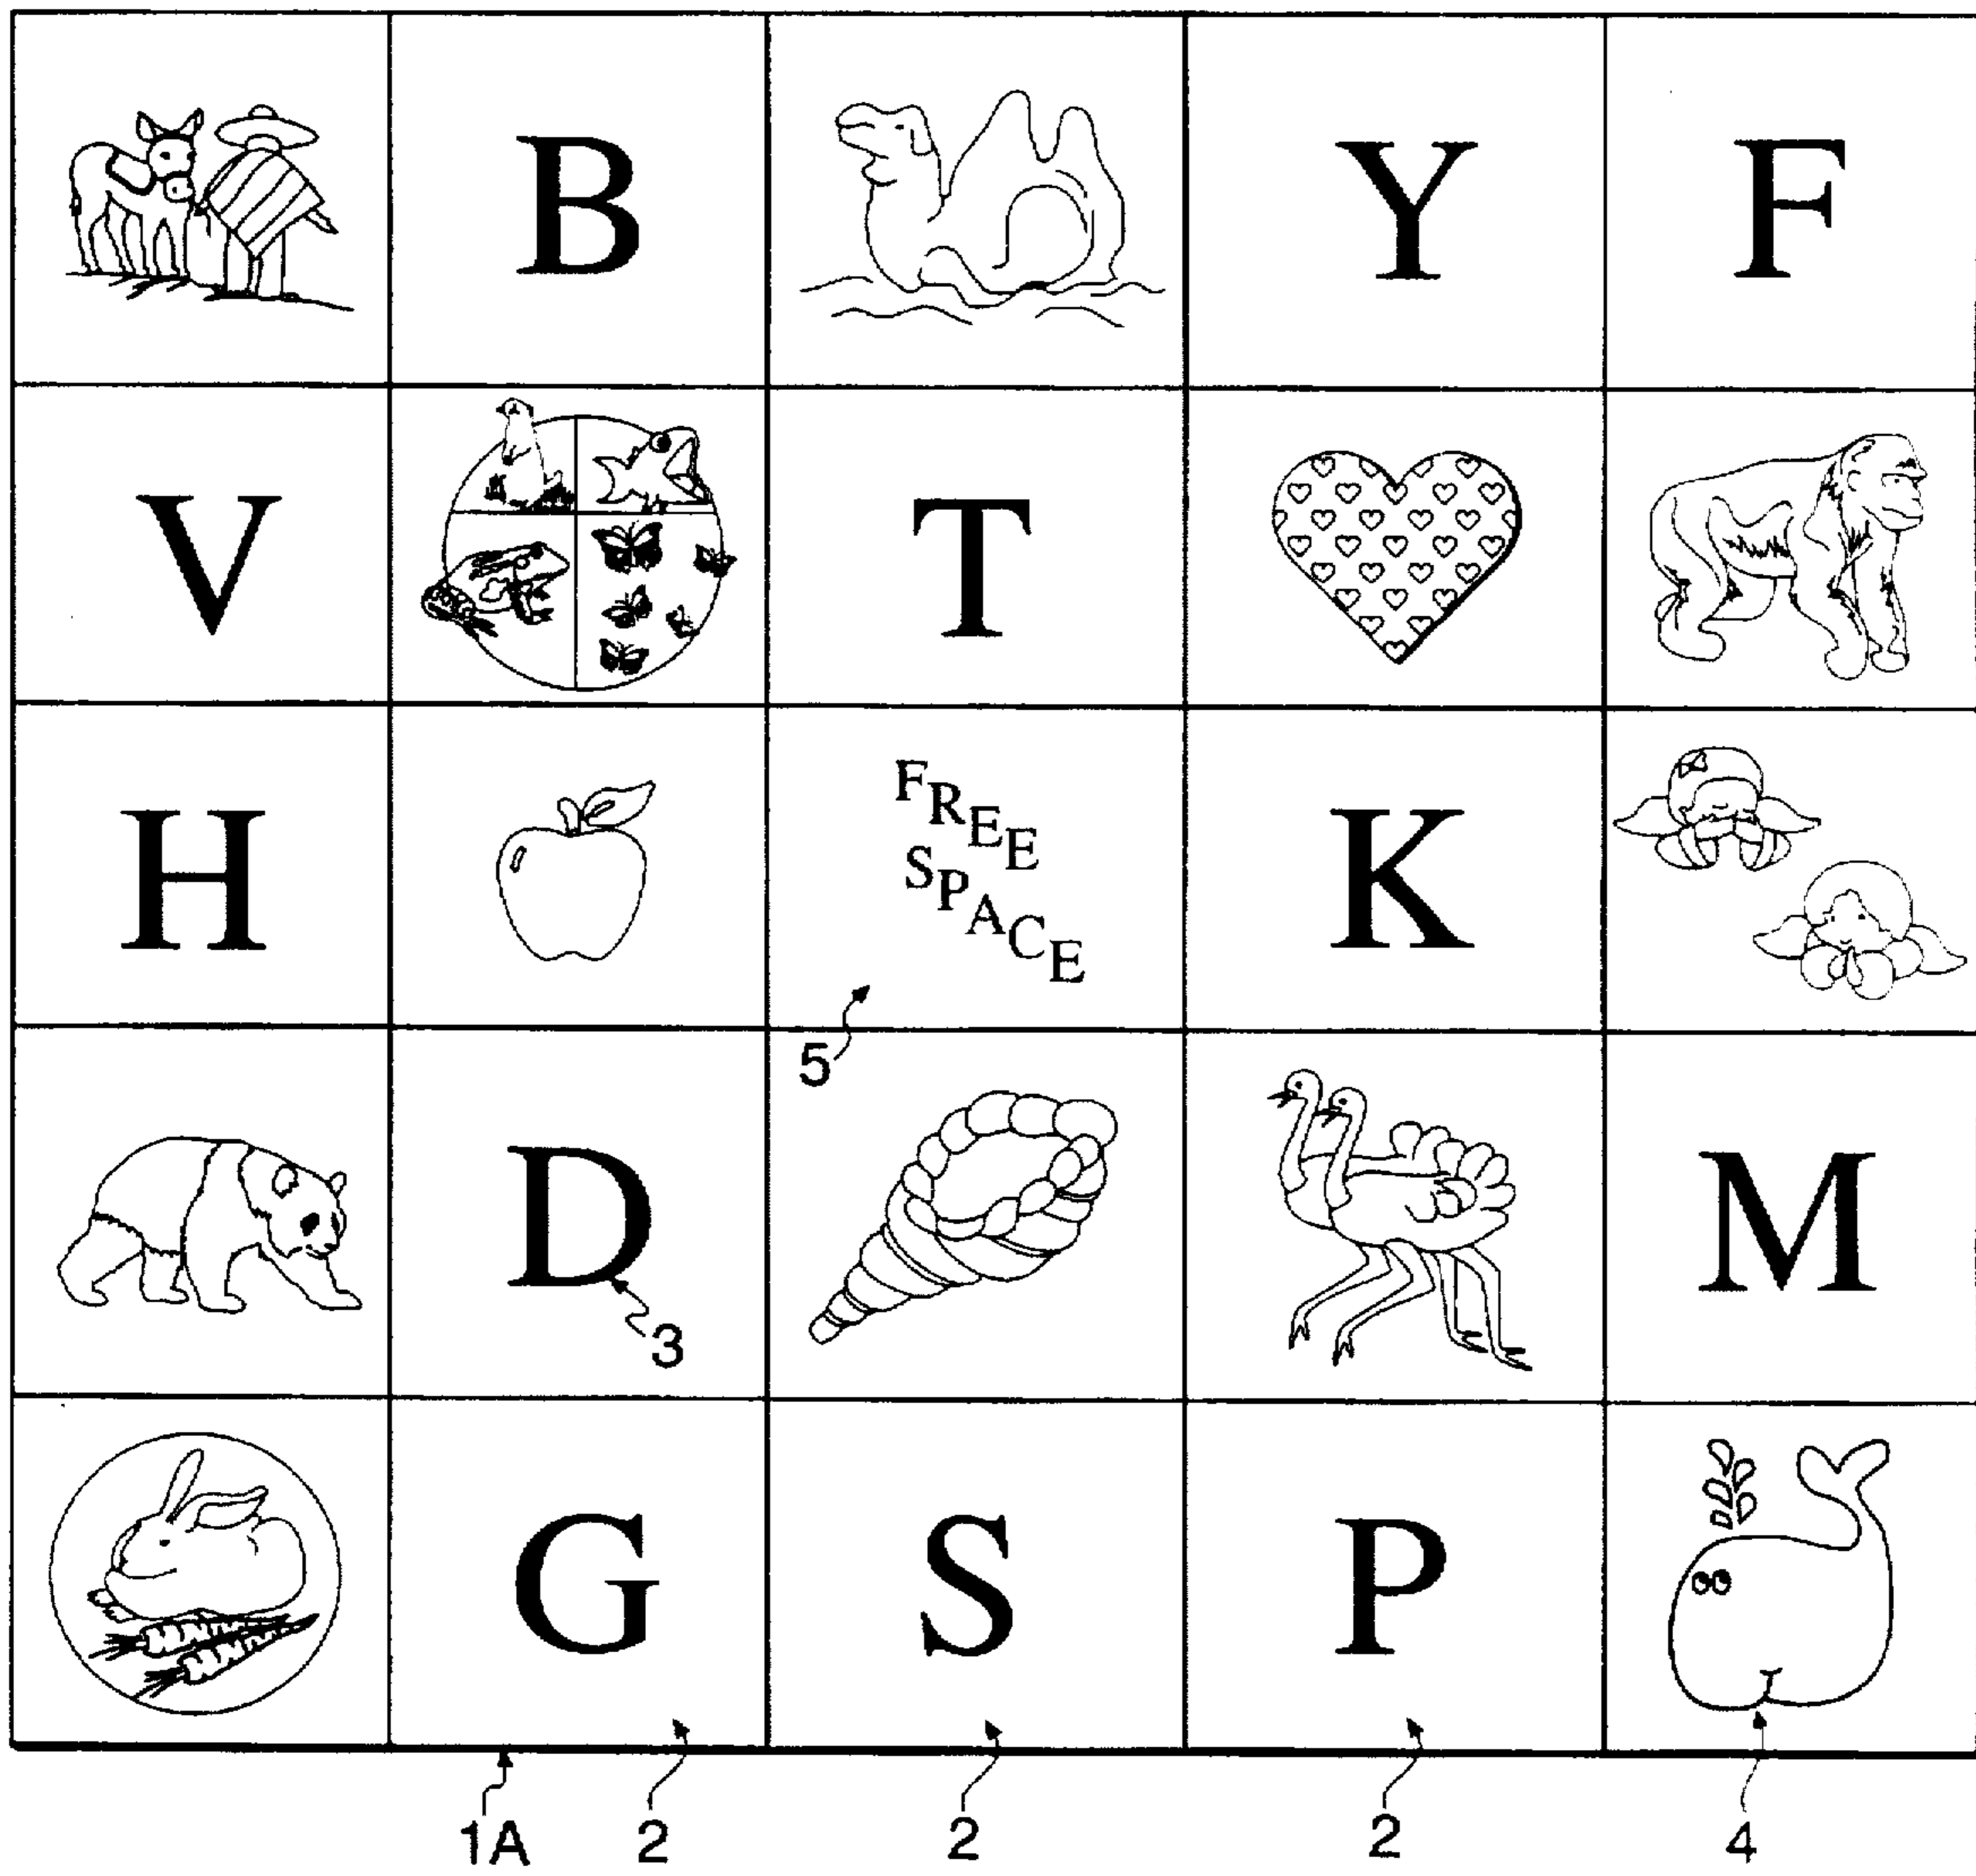 B Y F
V T
H FREE SPACE K
5
D M
3
G S P
1A 2 2 2 4